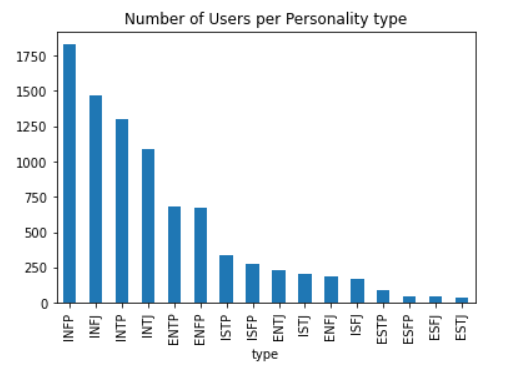 Number of Users per Personality type
1750
1500
1250
1000
750
500
250
0
INFP INFJ INTP INTJ ENTP ENFP ISTP ISFP ENTJ ISTJ ENFJ ISFJ ESTP ESFP ESFJ ESTJ
type